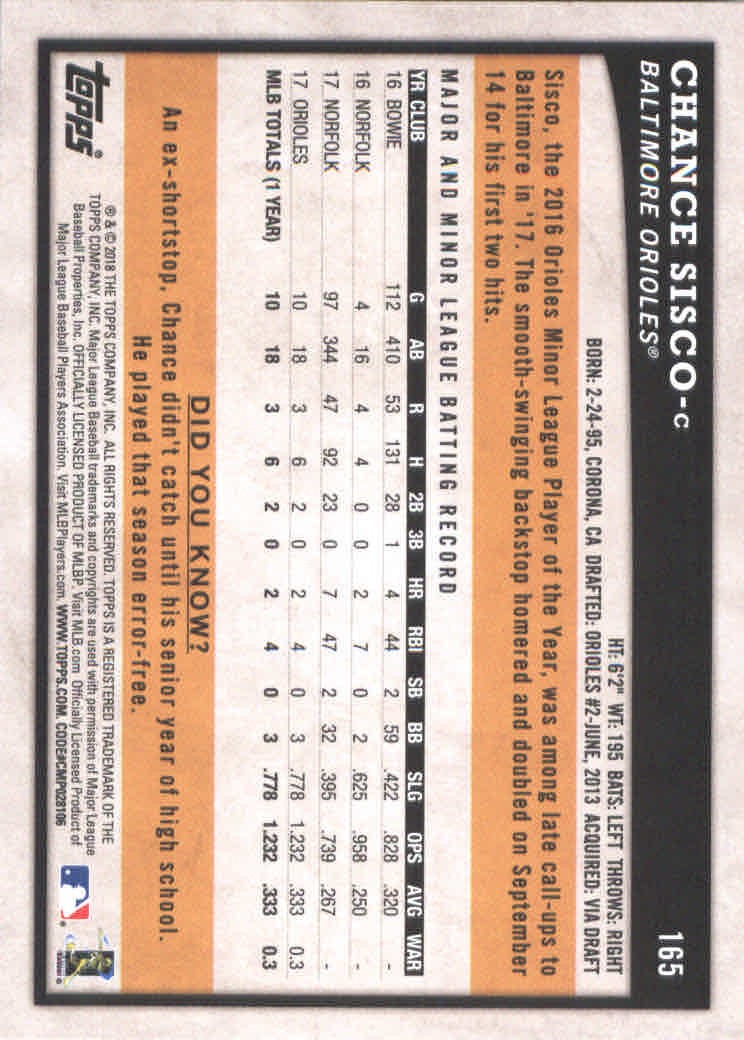 CHANCE SISCO-C 165
BALTIMORE ORIOLES®
HT: 6'2" WT: 195 BATS: LEFT THROWS: RIGHT
BORN: 2-24-95, CORONA, CA DRAFTED: ORIOLES #2-JUNE, 2013 ACQUIRED: VIA DRAFT
Sisco, the 2016 Orioles Minor League Player of the Year, was among late call-ups to
Baltimore in '17. The smooth-swinging backstop homered and doubled on September
14 for his first two hits.
MAJOR AND MINOR LEAGUE BATTING RECORD
YR CLUB G AB R H 2B 3B HR RBI SB BB SLG OPS AVG WAR
16 BOWIE 112 410 53 131 28 1 4 44 2 59 .422 .828 .320 -
16 NORFOLK 4 16 4 4 0 0 2 7 0 2 .625 .958 .250 -
17 NORFOLK 97 344 47 92 23 0 7 47 2 32 .395 .739 .267 -
17 ORIOLES 10 18 3 6 2 0 2 4 0 3 .778 1.232 .333 0.3
MLB TOTALS (1 YEAR) 10 18 3 6 2 0 2 4 0 3 .778 1.232 .333 0.3
DID YOU KNOW?
An ex-shortstop, Chance didn't catch until his senior year of high school.
He played that season error-free.
topps®
® & © 2018 THE TOPPS COMPANY, INC. ALL RIGHTS RESERVED. TOPPS IS A REGISTERED TRADEMARK OF THE
TOPPS COMPANY, INC. Major League Baseball trademarks and copyrights are used with permission of Major League
Baseball Properties, Inc. OFFICIALLY LICENSED PRODUCT OF MLBP. Visit MLB.com Officially Licensed Product of
Major League Baseball Players Association. Visit MLBPlayers.com. WWW.TOPPS.COM. CODE#CMP028106